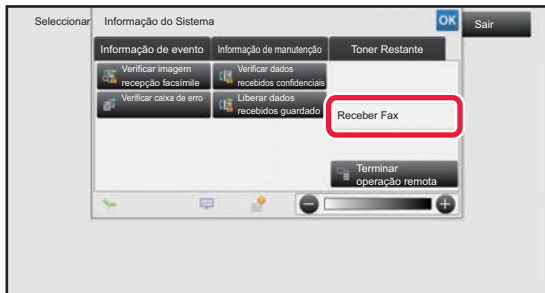 Seleccionar
Informação do Sistema
OK
Sair
Informação de evento
Informação de manutenção
Toner Restante
Verificar imagem
recepção facsímile
Verificar dados
recebidos confidenciais
Verificar caixa de erro
Liberar dados
recebidos guardado
Receber Fax
Terminar
operação remota